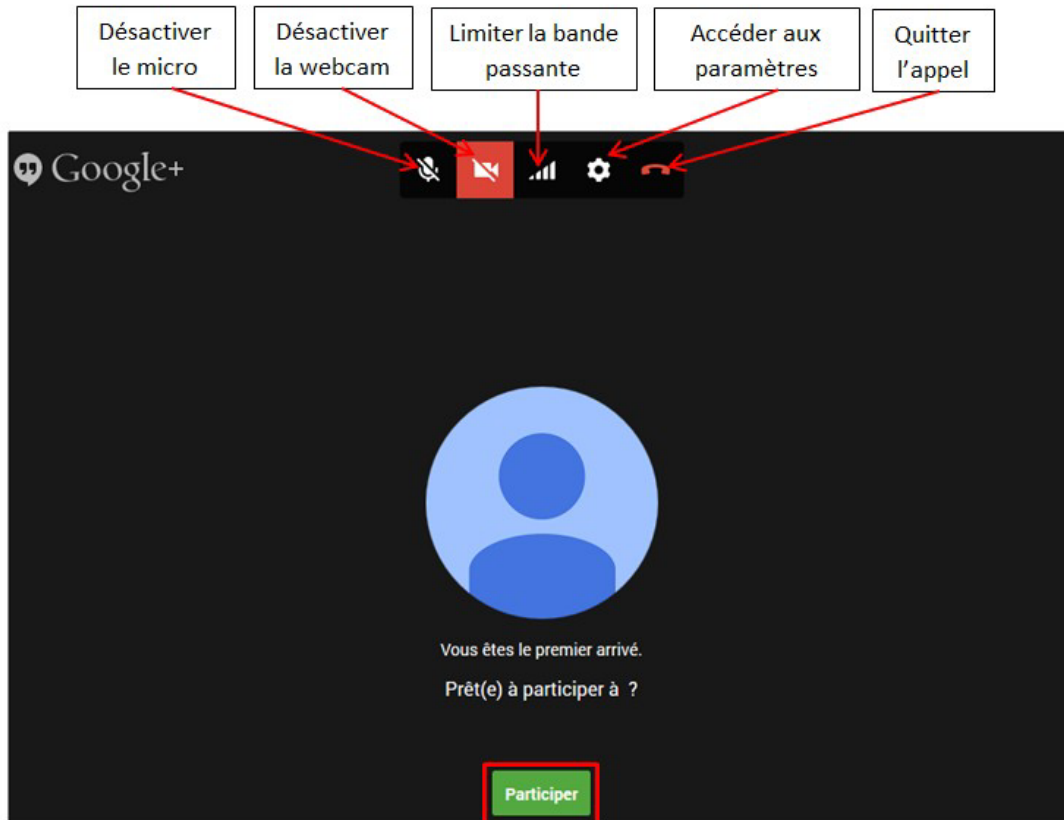 Désactiver
le micro
Désactiver
la webcam
Limiter la bande
passante
Accéder aux
paramètres
Quitter
l'appel
Google+
Vous êtes le premier arrivé.
Prêt(e) à participer à ?
Participer